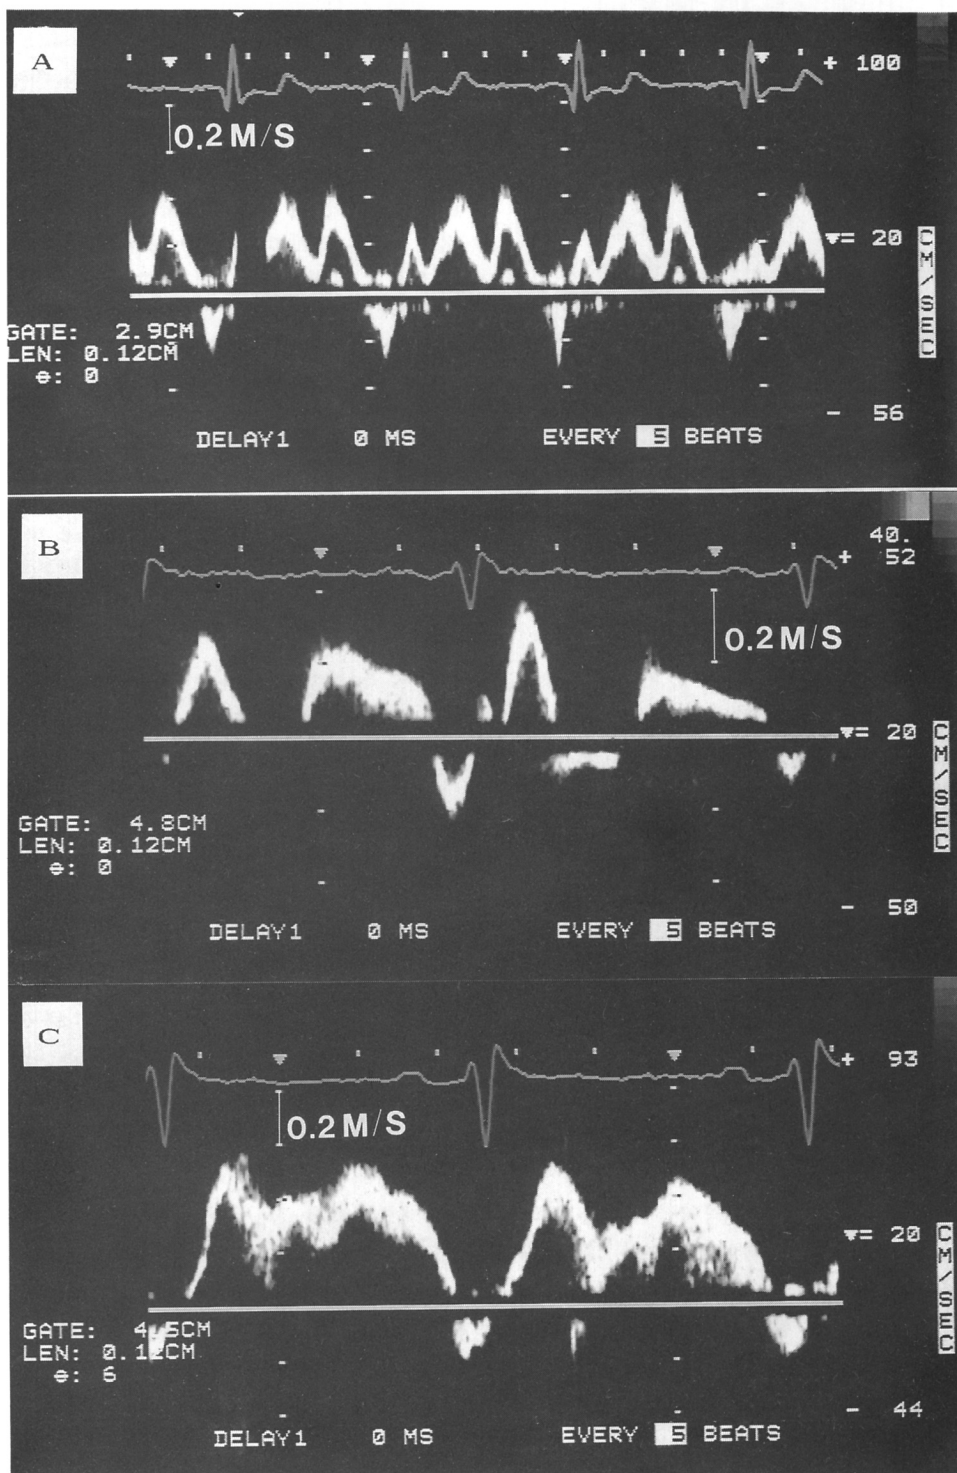 A
+ 100
0.2 M/S
= 20
CM/SEC
GATE: 2.9CM
LEN: 0.12CM
θ: 0
- 56
DELAY1 0 MS EVERY 5 BEATS
B
40.
+ 52
0.2 M/S
= 20
CM/SEC
GATE: 4.8CM
LEN: 0.12CM
θ: 0
- 50
DELAY1 0 MS EVERY 5 BEATS
C
+ 93
0.2 M/S
= 20
CM/SEC
GATE: 4.5CM
LEN: 0.12CM
θ: 6
- 44
DELAY1 0 MS EVERY 5 BEATS